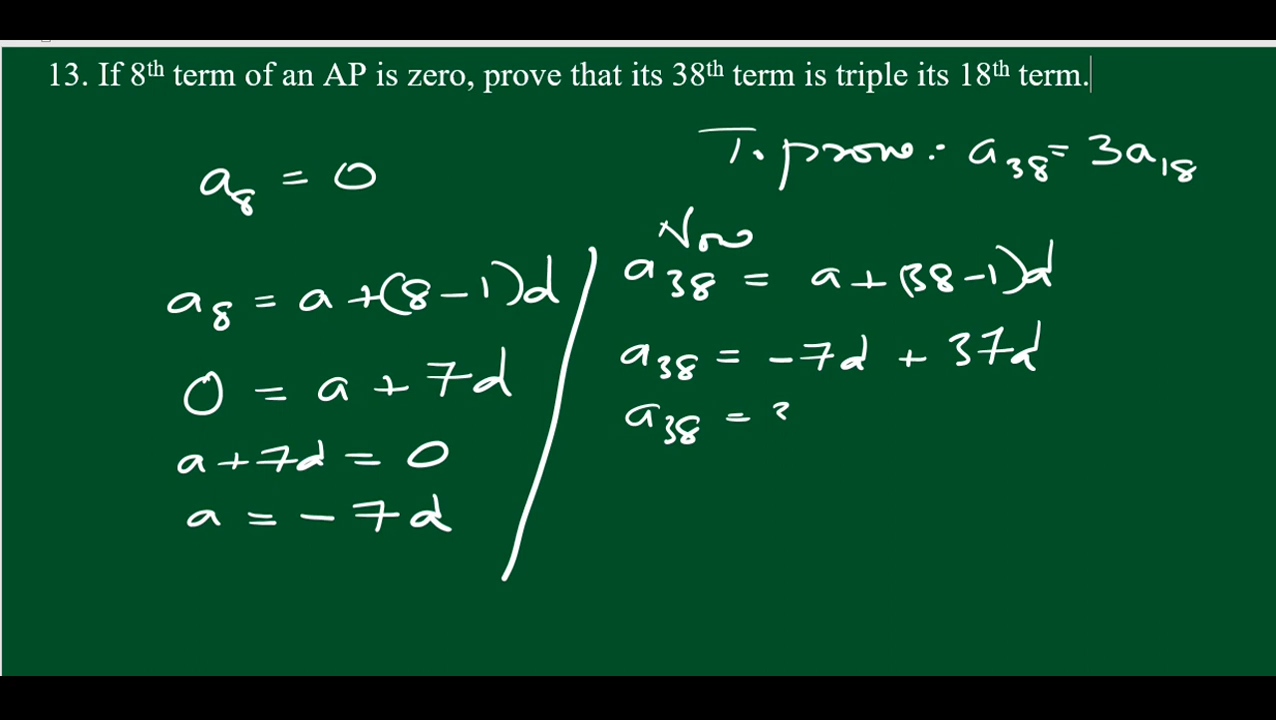 13. If 8th term of an AP is zero, prove that its 38th term is triple its 18th term.
T. prove :- a38 = 3a18
a8 = 0
a8 = a + (8 - 1)d
0 = a + 7d
a + 7d = 0
a = - 7d
Now
a38 = a + (38 - 1)d
a38 = - 7d + 37d
a38 = 3